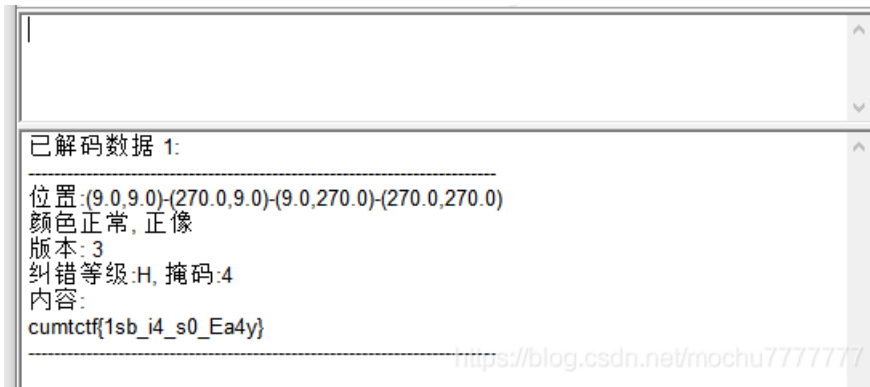 已解码数据 1:
---------------------------------------------------------------------------
位置:(9.0,9.0)-(270.0,9.0)-(9.0,270.0)-(270.0,270.0)
颜色正常, 正像
版本: 3
纠错等级:H, 掩码:4
内容:
cumtctf{1sb_i4_s0_Ea4y}
---------------------------------------------------------------------------
https://blog.csdn.net/mochu7777777